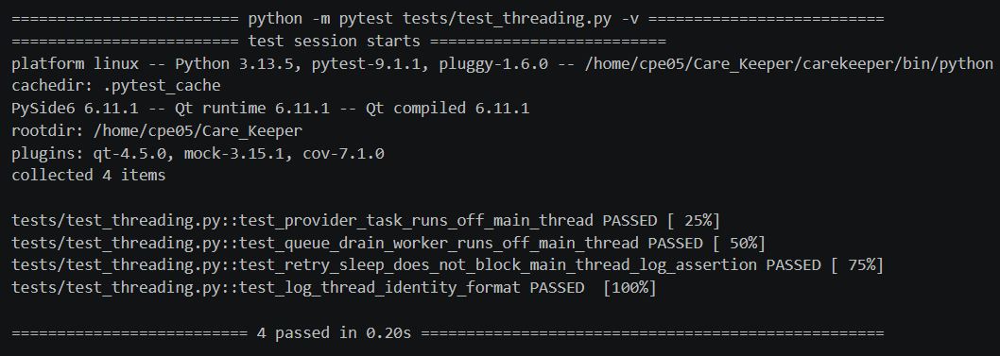 ========================= python -m pytest tests/test_threading.py -v ==========================
========================= test session starts ==========================
platform linux -- Python 3.13.5, pytest-9.1.1, pluggy-1.6.0 -- /home/cpe05/Care_Keeper/carekeeper/bin/python
cachedir: .pytest_cache
PySide6 6.11.1 -- Qt runtime 6.11.1 -- Qt compiled 6.11.1
rootdir: /home/cpe05/Care_Keeper
plugins: qt-4.5.0, mock-3.15.1, cov-7.1.0
collected 4 items

tests/test_threading.py::test_provider_task_runs_off_main_thread PASSED [ 25%]
tests/test_threading.py::test_queue_drain_worker_runs_off_main_thread PASSED [ 50%]
tests/test_threading.py::test_retry_sleep_does_not_block_main_thread_log_assertion PASSED [ 75%]
tests/test_threading.py::test_log_thread_identity_format PASSED  [100%]

========================== 4 passed in 0.20s ===================================================